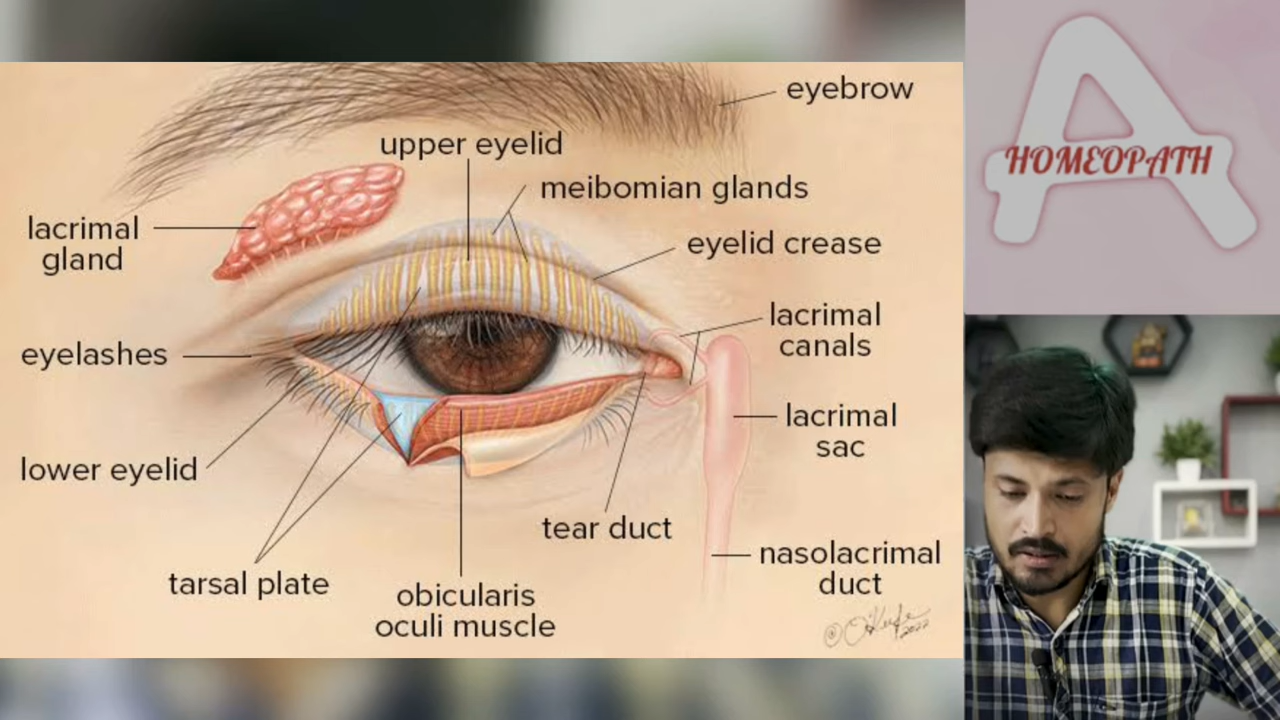 eyebrow
upper eyelid
meibomian glands
lacrimal
gland
eyelid crease
lacrimal
canals
eyelashes
lacrimal
sac
lower eyelid
tear duct
nasolacrimal
duct
tarsal plate
obicularis
oculi muscle
2022
HOMEOPATH